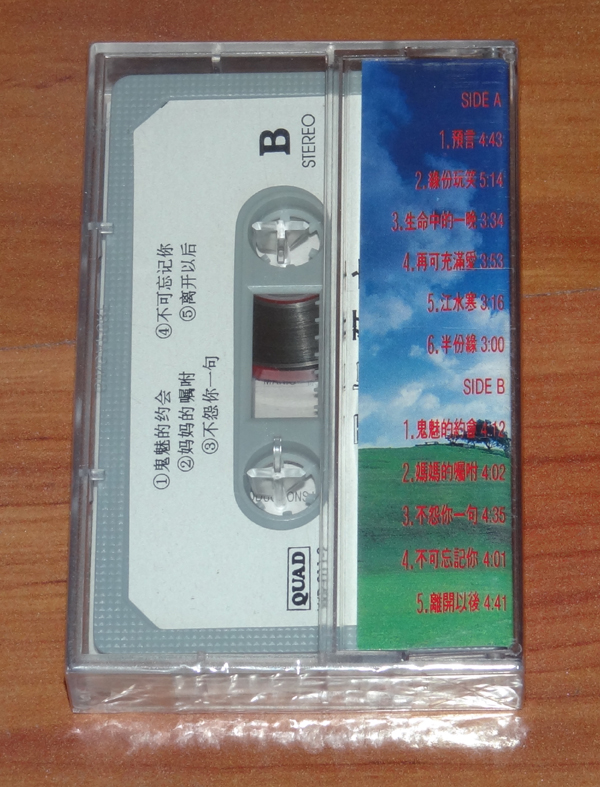 B
STEREO
①鬼魅的约会
②妈妈的嘱咐
③不怨你一句
④不可忘记你
⑤离开以后
QUAD
SIDE A
1.預言 4:43
2.緣份玩笑 5:14
3.生命中的一晚 3:34
4.再可充滿愛 3:53
5.江水寒 3:16
6.半份緣 3:00
SIDE B
1.鬼魅的約會 4:12
2.媽媽的囑咐 4:02
3.不怨你一句 4:35
4.不可忘記你 4:01
5.離開以後 4:41